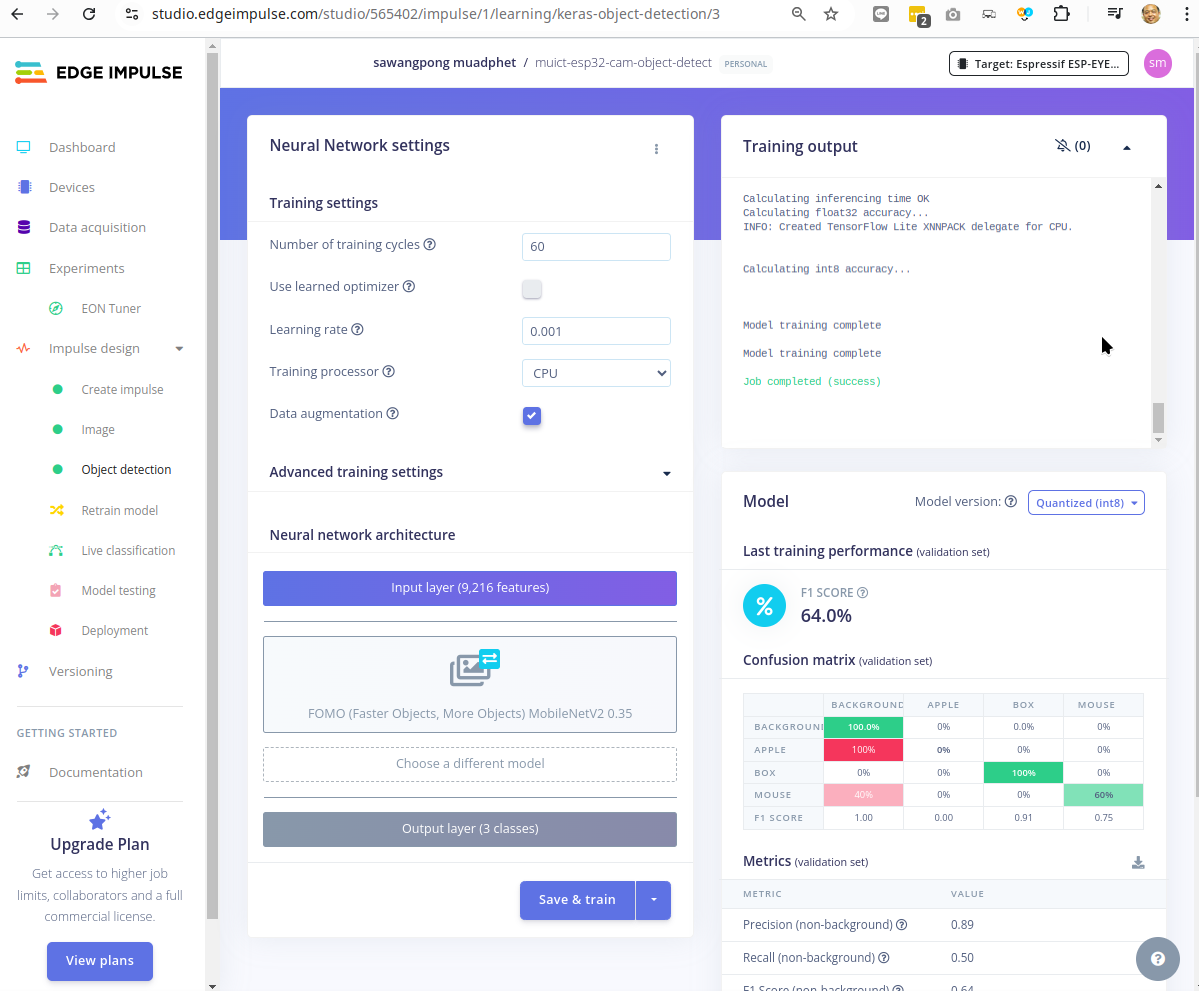 studio.edgeimpulse.com/studio/565402/impulse/1/learning/keras-object-detection/3
2
EDGE IMPULSE
sawangpong muadphet / muict-esp32-cam-object-detect PERSONAL
Target: Espressif ESP-EYE...
sm
Dashboard
Devices
Data acquisition
Experiments
EON Tuner
Impulse design
Create impulse
Image
Object detection
Retrain model
Live classification
Model testing
Deployment
Versioning
GETTING STARTED
Documentation
Upgrade Plan
Get access to higher job
limits, collaborators and a full
commercial license.
View plans
Neural Network settings
Training settings
Number of training cycles ? 60
Use learned optimizer ?
Learning rate ? 0.001
Training processor ? CPU
Data augmentation ?
Advanced training settings
Neural network architecture
Input layer (9,216 features)
FOMO (Faster Objects, More Objects) MobileNetV2 0.35
Choose a different model
Output layer (3 classes)
Save & train
Training output
(0)
Calculating inferencing time OK
Calculating float32 accuracy...
INFO: Created TensorFlow Lite XNNPACK delegate for CPU.
Calculating int8 accuracy...
Model training complete
Model training complete
Job completed (success)
Model
Model version: ? Quantized (int8)
Last training performance (validation set)
%
F1 SCORE ?
64.0%
Confusion matrix (validation set)
BACKGROUND APPLE BOX MOUSE
BACKGROUND 100.0% 0% 0.0% 0%
APPLE 100% 0% 0% 0%
BOX 0% 0% 100% 0%
MOUSE 40% 0% 0% 60%
F1 SCORE 1.00 0.00 0.91 0.75
Metrics (validation set)
METRIC VALUE
Precision (non-background) ? 0.89
Recall (non-background) ? 0.50
F1 Score (non-background) ? 0.64
?